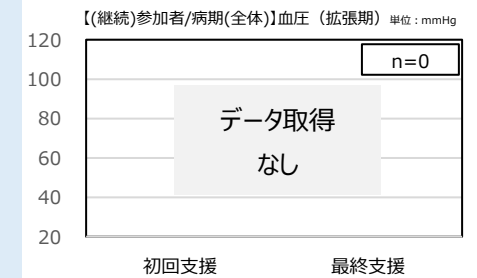 【(継続)参加者/病期(全体)】血圧（拡張期） 単位：mmHg
120
n=0
100
80
データ取得
60
なし
40
20
初回支援 最終支援